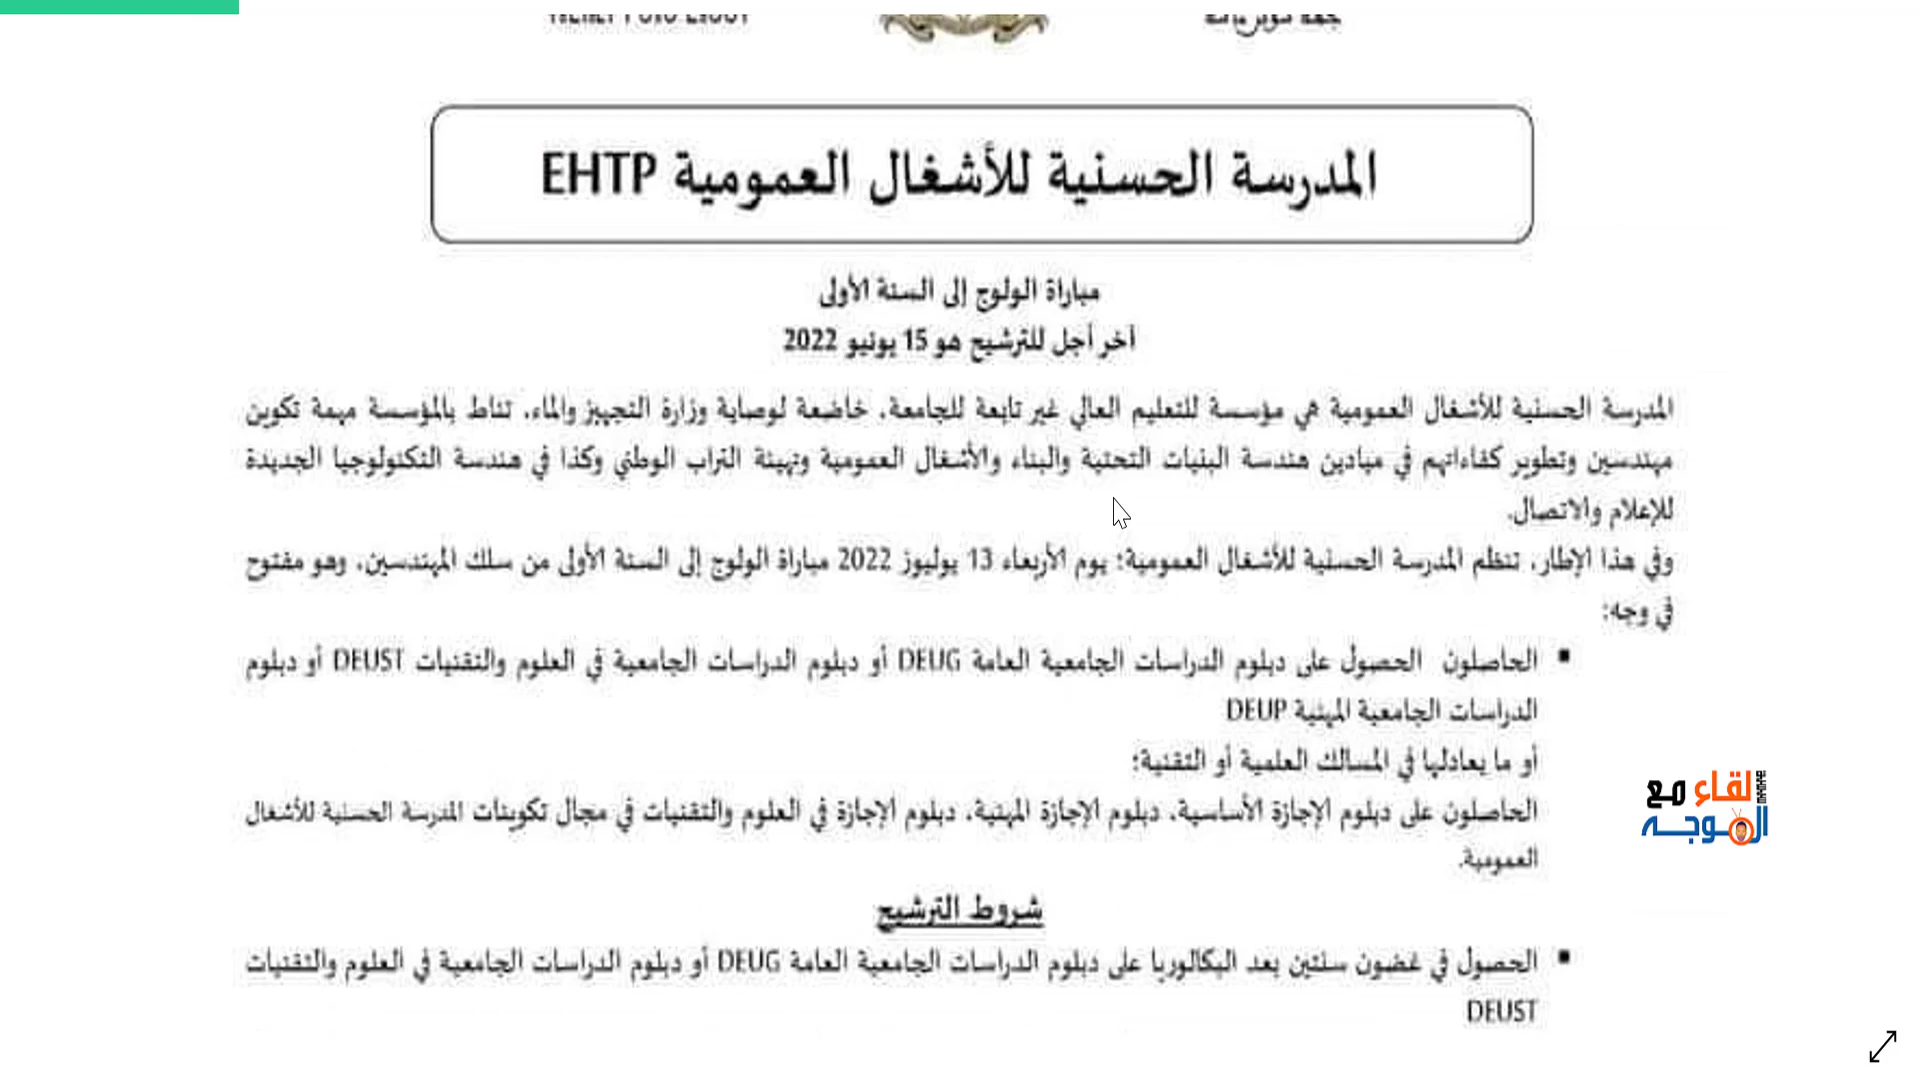 المدرسة الحسنية للأشغال العمومية EHTP
مباراة الولوج إلى السنة الأولى
آخر أجل للترشيح هو 15 يونيو 2022
المدرسة الحسنية للأشغال العمومية هي مؤسسة للتعليم العالي غير تابعة للجامعة، خاضعة لوصاية وزارة التجهيز والماء، تناط بالمؤسسة مهمة تكوين
مهندسين وتطوير كفاءاتهم في ميادين هندسة البنيات التحتية والبناء والأشغال العمومية وتهيئة التراب الوطني وكذا في هندسة التكنولوجيا الجديدة
للإعلام والاتصال.
وفي هذا الإطار، تنظم المدرسة الحسنية للأشغال العمومية؛ يوم الأربعاء 13 يوليوز 2022 مباراة الولوج إلى السنة الأولى من سلك المهندسين، وهو مفتوح
في وجه:
▪ الحاصلون الحصول على دبلوم الدراسات الجامعية العامة DEUG أو دبلوم الدراسات الجامعية في العلوم والتقنيات DEUST أو دبلوم
الدراسات الجامعية المهنية DEUP
أو ما يعادلها في المسالك العلمية أو التقنية؛
الحاصلون على دبلوم الإجازة الأساسية، دبلوم الإجازة المهنية، دبلوم الإجازة في العلوم والتقنيات في مجال تكوينات المدرسة الحسنية للأشغال
العمومية.
شروط الترشيح
▪ الحصول في غضون سنتين بعد البكالوريا على دبلوم الدراسات الجامعية العامة DEUG أو دبلوم الدراسات الجامعية في العلوم والتقنيات
DEUST
لقاء مع
الموجه